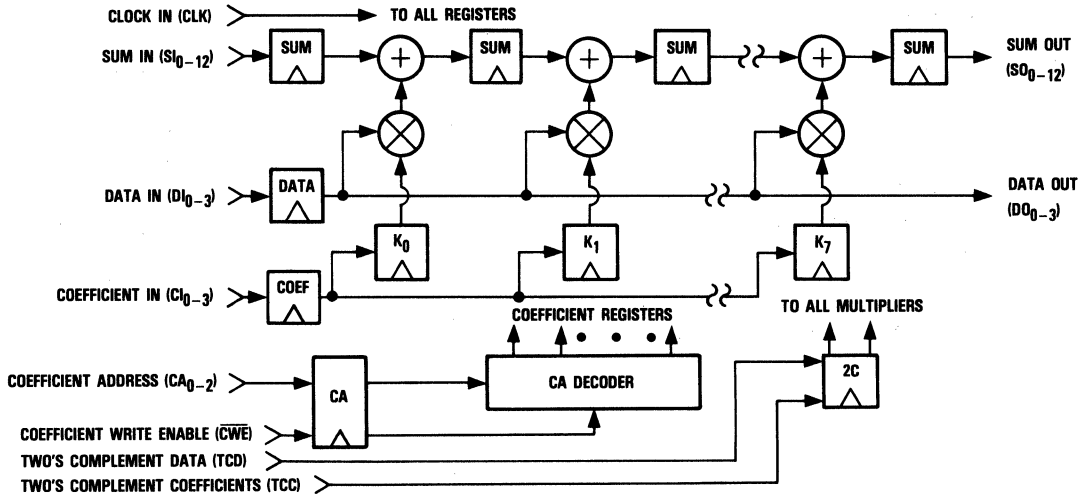 CLOCK IN (CLK)
TO ALL REGISTERS
SUM IN (SI0–12)
SUM
+
SUM
+
SUM
+
SUM
SUM OUT
(SO0–12)
DATA IN (DI0–3)
DATA
DATA OUT
(DO0–3)
K0
K1
K7
COEFFICIENT IN (CI0–3)
COEF
COEFFICIENT REGISTERS
TO ALL MULTIPLIERS
COEFFICIENT ADDRESS (CA0–2)
CA
CA DECODER
2C
COEFFICIENT WRITE ENABLE (CWE)
TWO'S COMPLEMENT DATA (TCD)
TWO'S COMPLEMENT COEFFICIENTS (TCC)